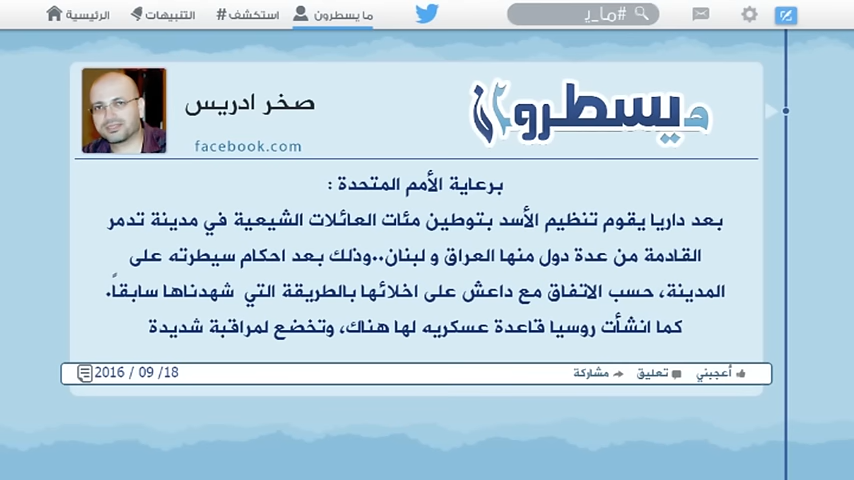 الرئيسية
التنبيهات
استكشف #
ما يسطرون
#ما_ي
ما يسطرون
صخر ادريس
facebook.com
برعاية الأمم المتحدة :
بعد داريا يقوم تنظيم الأسد بتوطين مئات العائلات الشيعية في مدينة تدمر
القادمة من عدة دول منها العراق و لبنان..وذلك بعد احكام سيطرته على
المدينة، حسب الاتفاق مع داعش على اخلائها بالطريقة التي شهدناها سابقاً.
كما انشأت روسيا قاعدة عسكريه لها هناك، وتخضع لمراقبة شديدة
أعجبني تعليق مشاركة
2016 / 09 /18